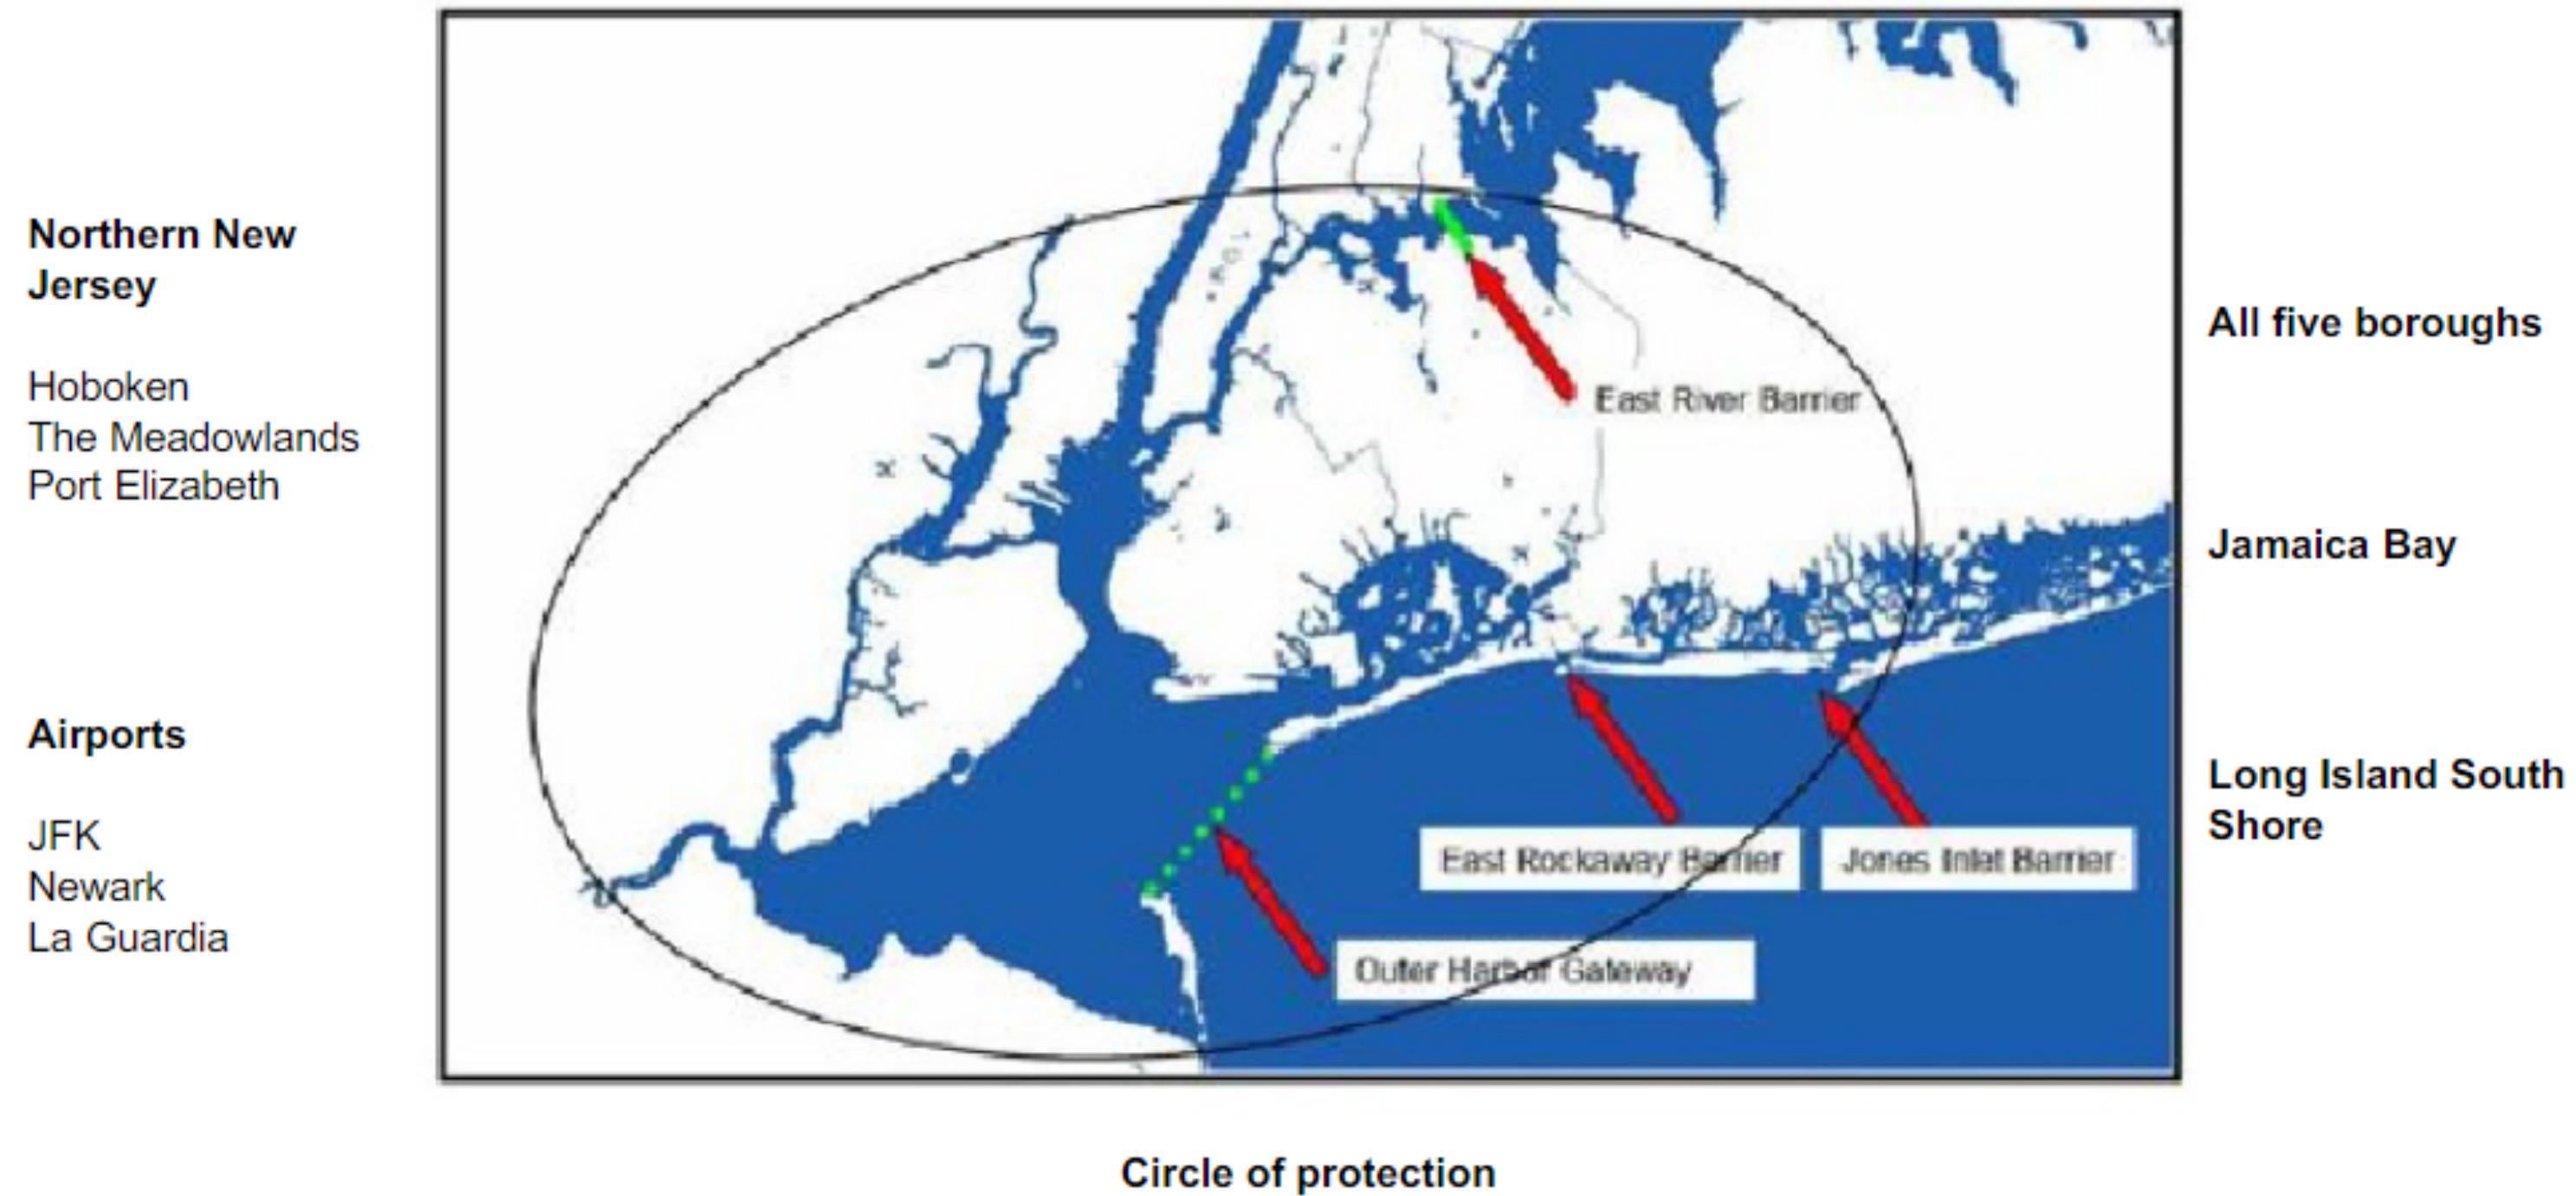 Northern New
Jersey
Hoboken
The Meadowlands
Port Elizabeth
Airports
JFK
Newark
La Guardia
East River Barrier
East Rockaway Barrier
Jones Inlet Barrier
Outer Harbor Gateway
All five boroughs
Jamaica Bay
Long Island South
Shore
Circle of protection